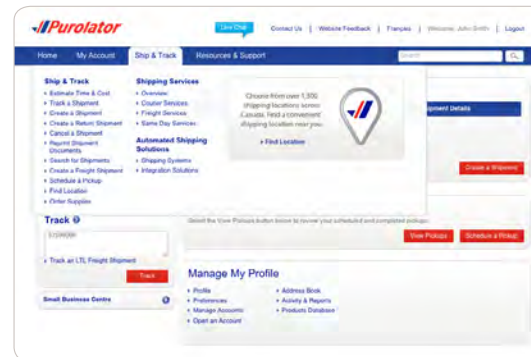 Purolator
Live Chat
Contact Us | Website Feedback | Français | Welcome, John Smith | Logout
Home My Account Ship & Track Resources & Support Search
Ship & Track
Estimate Time & Cost
Track a Shipment
Create a Shipment
Create a Return Shipment
Cancel a Shipment
Reprint Shipment
Documents
Search for Shipments
Create a Freight Shipment
Schedule a Pickup
Find Location
Order Supplies
Shipping Services
Overview
Courier Services
Freight Services
Same Day Services
Automated Shipping
Solutions
Shipping Systems
Integration Solutions
Choose from over 1,300
shipping locations across
Canada. Find a convenient
shipping location near you.
Find Location
Shipment Details
Create a Shipment
Track
Select the View Pickups button below to review your scheduled and completed pickups.
View Pickups Schedule a Pickup
Track an LTL Freight Shipment
Track
Small Business Centre
Manage My Profile
Profile
Preferences
Manage Accounts
Open an Account
Address Book
Activity & Reports
Products Database